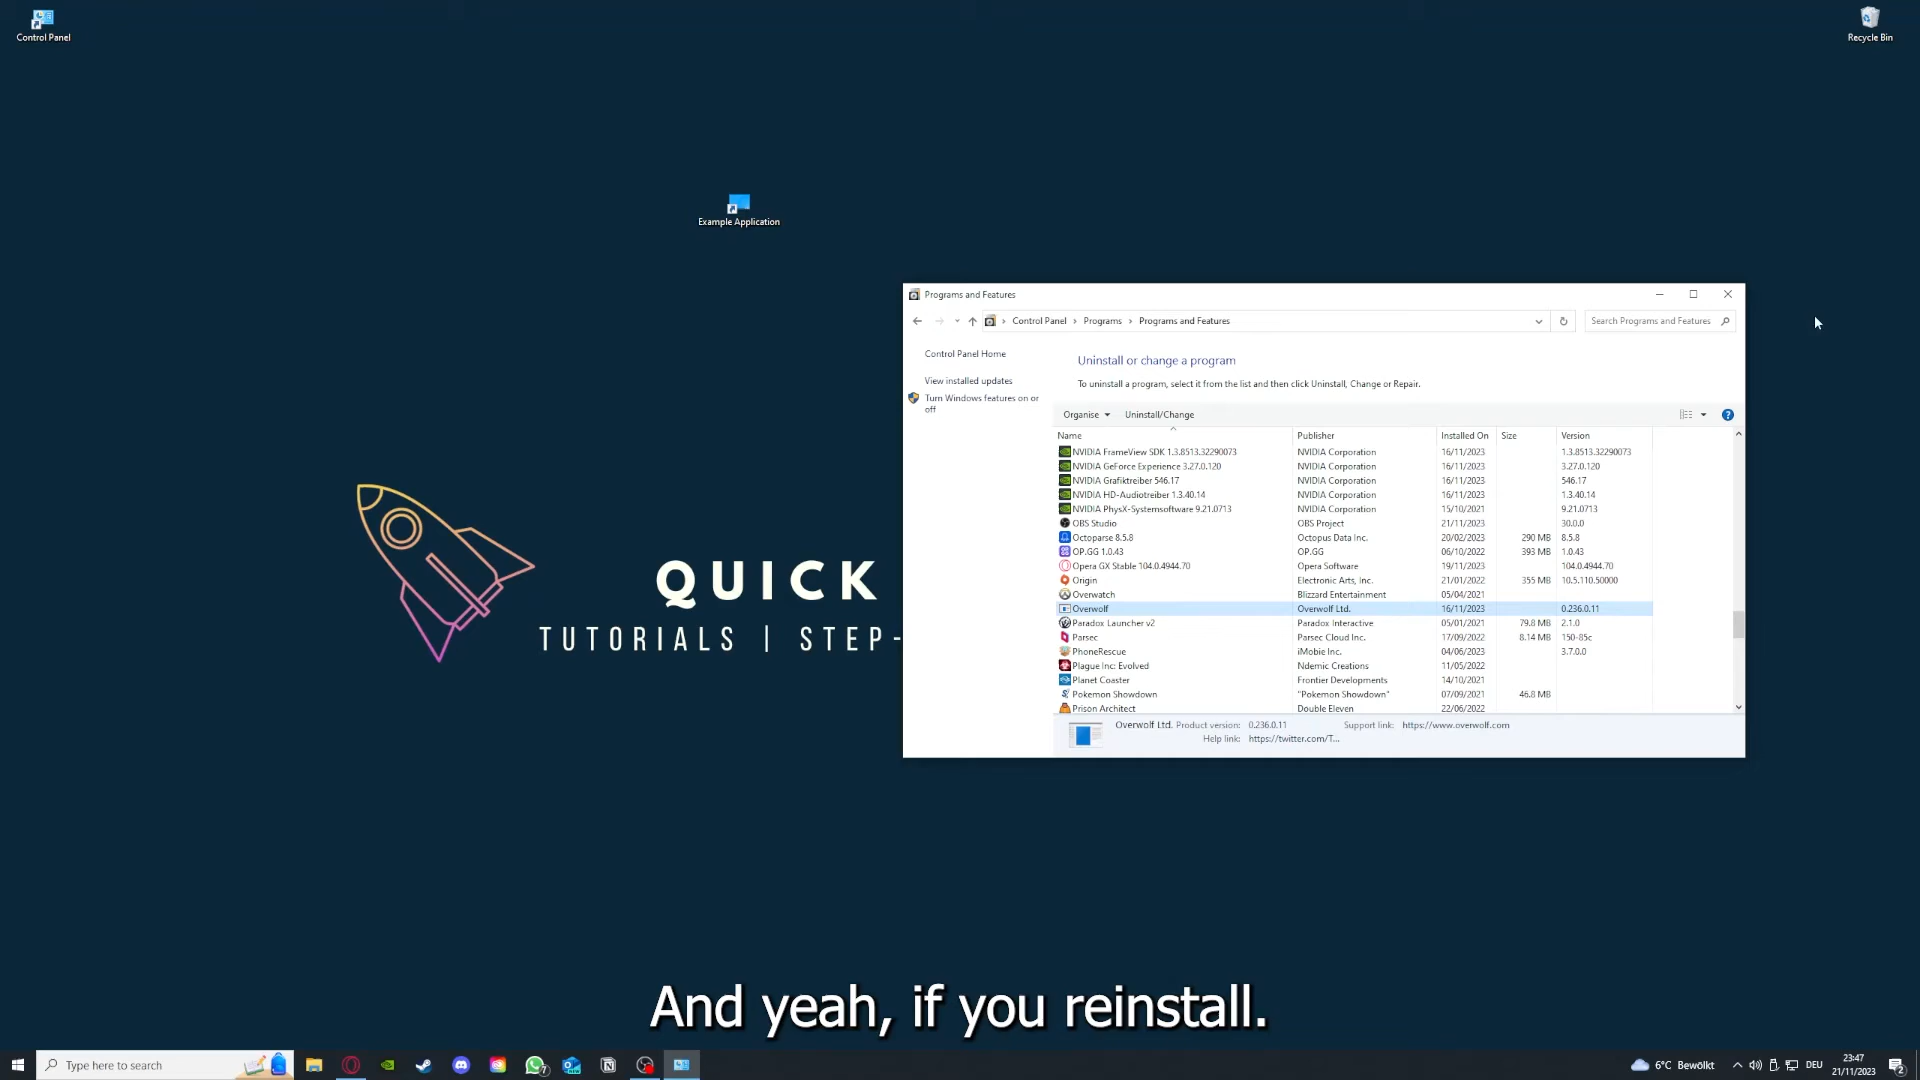 Control Panel
Recycle Bin
Example Application
QUICK
TUTORIALS | STEP-
Programs and Features
Control Panel > Programs > Programs and Features
Search Programs and Features
Control Panel Home
View installed updates
Turn Windows features on or
off
Uninstall or change a program
To uninstall a program, select it from the list and then click Uninstall, Change or Repair.
Organise Uninstall/Change
Name Publisher Installed On Size Version
NVIDIA FrameView SDK 1.3.8513.32290073 NVIDIA Corporation 16/11/2023 1.3.8513.32290073
NVIDIA GeForce Experience 3.27.0.120 NVIDIA Corporation 16/11/2023 3.27.0.120
NVIDIA Grafiktreiber 546.17 NVIDIA Corporation 16/11/2023 546.17
NVIDIA HD-Audiotreiber 1.3.40.14 NVIDIA Corporation 16/11/2023 1.3.40.14
NVIDIA PhysX-Systemsoftware 9.21.0713 NVIDIA Corporation 15/10/2021 9.21.0713
OBS Studio OBS Project 21/11/2023 30.0.0
Octoparse 8.5.8 Octopus Data Inc. 20/02/2023 290 MB 8.5.8
OP.GG 1.0.43 OP.GG 06/10/2022 393 MB 1.0.43
Opera GX Stable 104.0.4944.70 Opera Software 19/11/2023 104.0.4944.70
Origin Electronic Arts, Inc. 21/01/2022 355 MB 10.5.110.50000
Overwatch Blizzard Entertainment 05/04/2021
Overwolf Overwolf Ltd. 16/11/2023 0.236.0.11
Paradox Launcher v2 Paradox Interactive 05/01/2021 79.8 MB 2.1.0
Parsec Parsec Cloud Inc. 17/09/2022 8.14 MB 150-85c
PhoneRescue iMobie Inc. 04/06/2023 3.7.0.0
Plague Inc: Evolved Ndemic Creations 11/05/2022
Planet Coaster Frontier Developments 14/10/2021
Pokemon Showdown "Pokemon Showdown" 07/09/2021 46.8 MB
Prison Architect Double Eleven 22/06/2022
Overwolf Ltd. Product version: 0.236.0.11 Support link: https://www.overwolf.com
Help link: https://twitter.com/T...
And yeah, if you reinstall.
Type here to search
7
6°C Bewölkt
DEU
23:47
21/11/2023
2